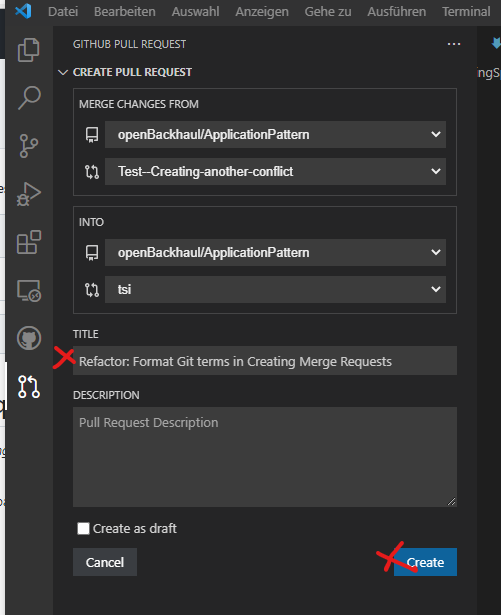 Datei Bearbeiten Auswahl Anzeigen Gehe zu Ausführen Terminal
GITHUB PULL REQUEST
CREATE PULL REQUEST
MERGE CHANGES FROM
openBackhaul/ApplicationPattern
Test--Creating-another-conflict
INTO
openBackhaul/ApplicationPattern
tsi
TITLE
Refactor: Format Git terms in Creating Merge Requests
DESCRIPTION
Pull Request Description
Create as draft
Cancel Create